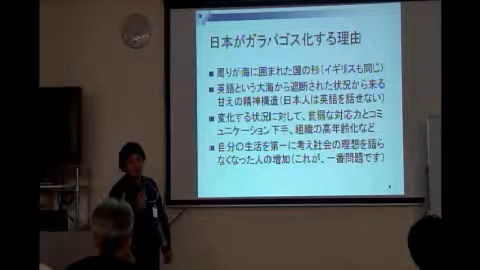 日本がガラパゴス化する理由
周りが海に囲まれた国の秒(イギリスも同じ)
英語という大海から遮断された状況から来る
甘えの精神構造(日本人は英語を話せない)
変化する状況に対して、貧弱な対応力とコミ
ュニケーション下手、組織の高年齢化など
自分の生活を第一に考え社会の理想を語ら
なくなった人の増加(これが、一番問題です)